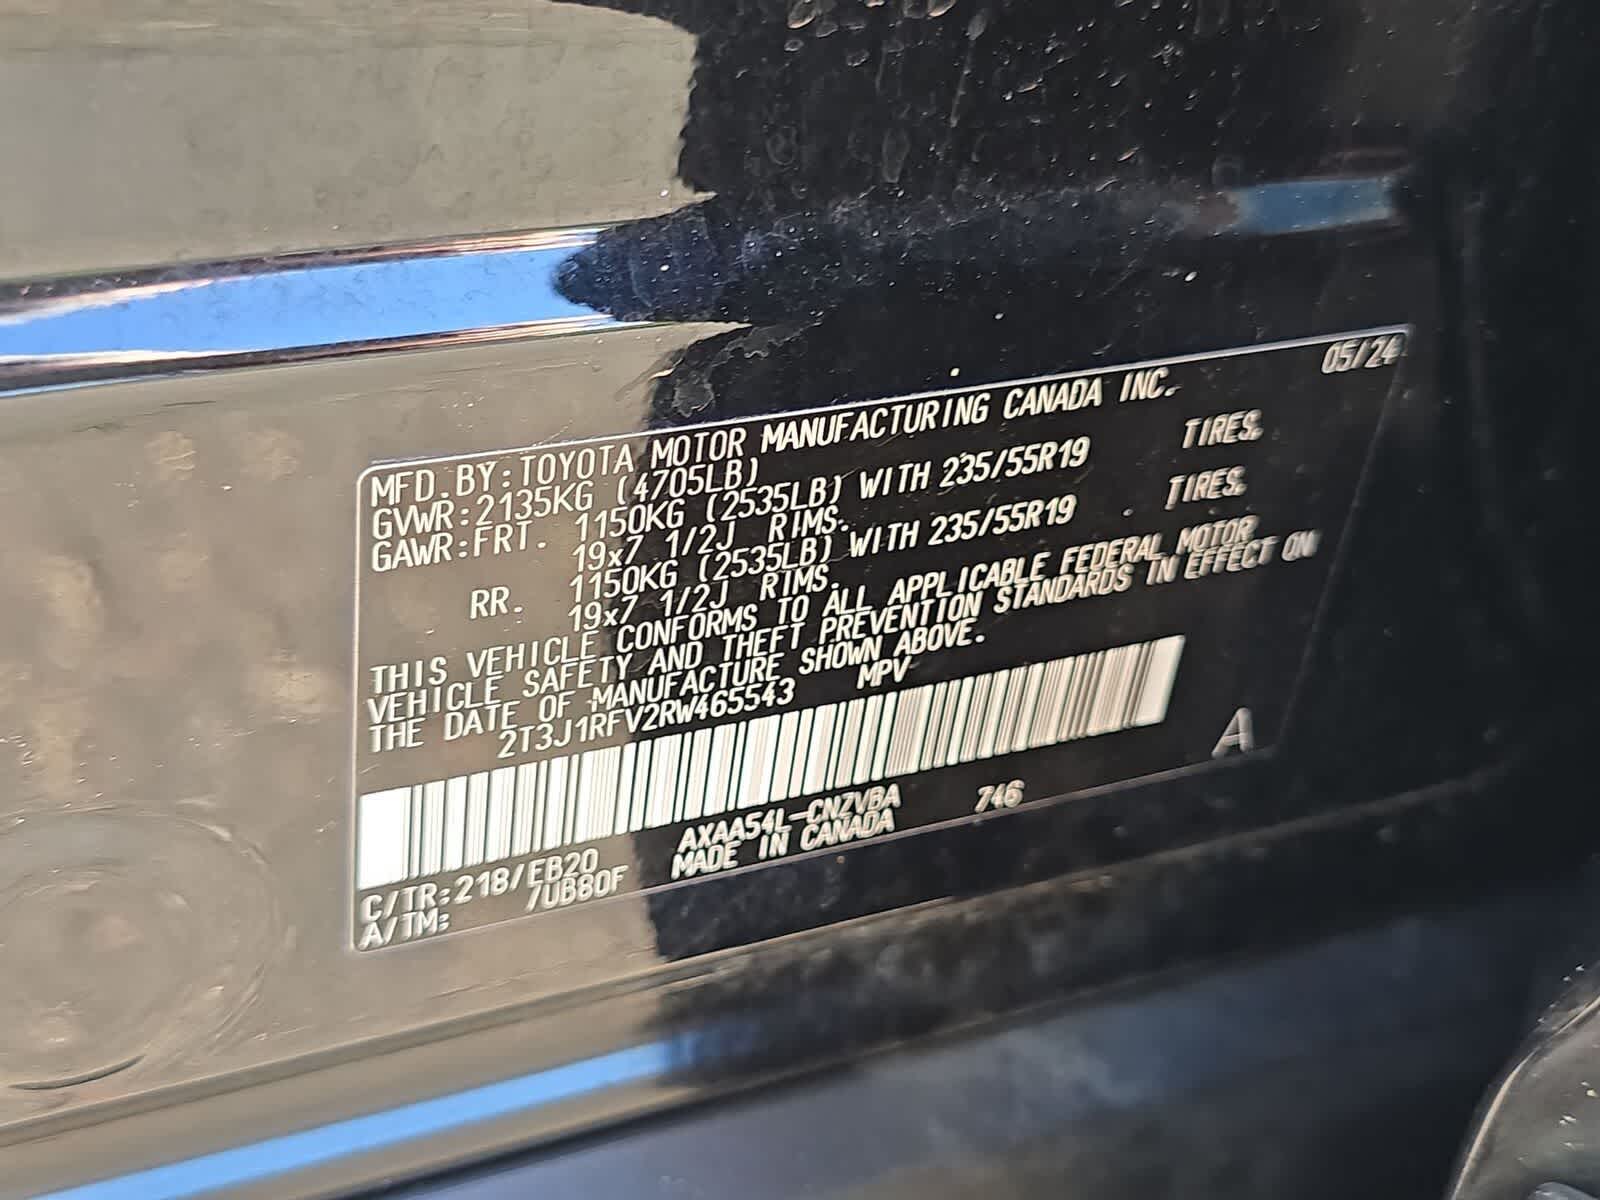 MFD. BY: TOYOTA MOTOR MANUFACTURING CANADA INC. 05/24
GVWR: 2135KG (4705LB)
GAWR: FRT. 1150KG (2535LB) WITH 235/55R19 TIRES,
19x7 1/2J RIMS.
RR. 1150KG (2535LB) WITH 235/55R19 TIRES,
19x7 1/2J RIMS.
THIS VEHICLE CONFORMS TO ALL APPLICABLE FEDERAL MOTOR
VEHICLE SAFETY AND THEFT PREVENTION STANDARDS IN EFFECT ON
THE DATE OF MANUFACTURE SHOWN ABOVE.
2T3J1RFV2RW465543 MPV
A
AXAA54L-CNZVBA 746
C/TR: 218/EB20 MADE IN CANADA
A/TM: /UB80F